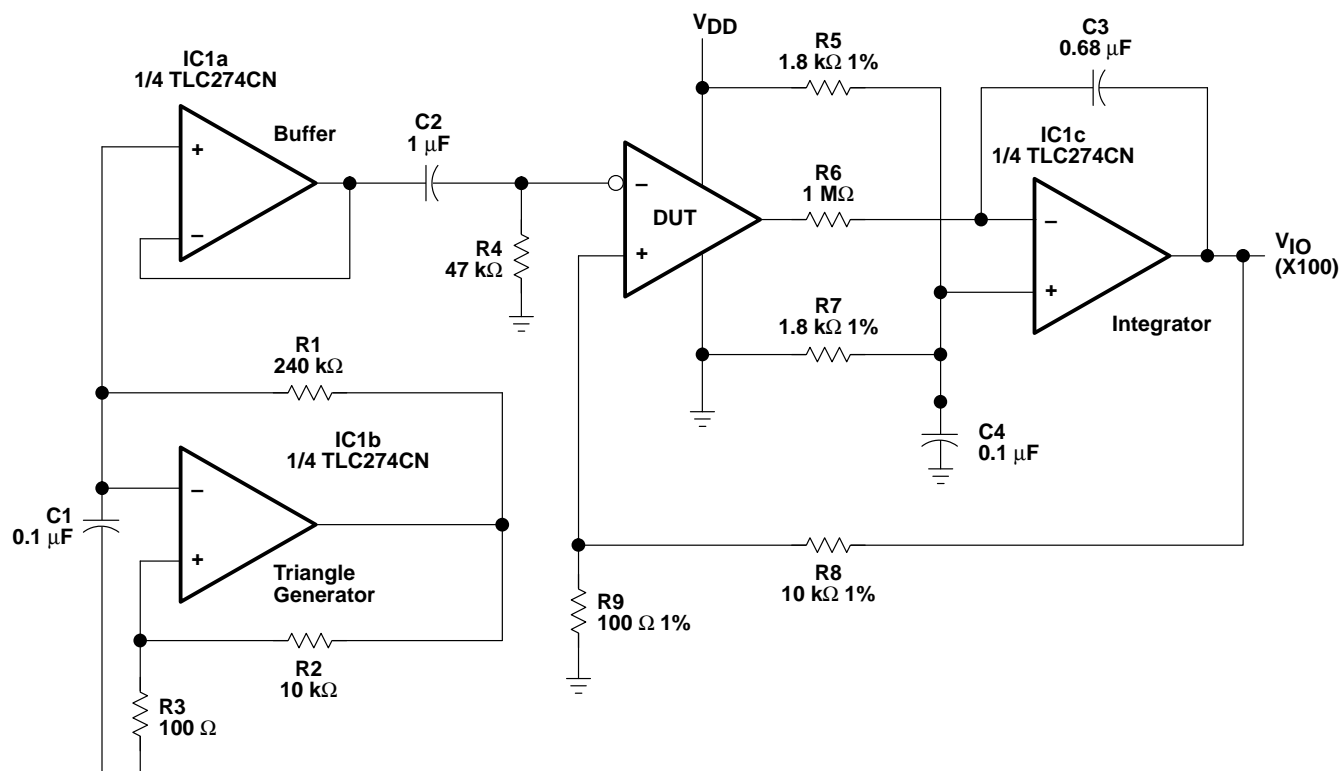 IC1a
1/4 TLC274CN
+
−
Buffer
C2
1 μF
R4
47 kΩ
VDD
R5
1.8 kΩ 1%
C3
0.68 μF
−
DUT
+
R6
1 MΩ
IC1c
1/4 TLC274CN
−
+
Integrator
VIO
(X100)
R7
1.8 kΩ 1%
C4
0.1 μF
R1
240 kΩ
IC1b
1/4 TLC274CN
−
+
C1
0.1 μF
Triangle
Generator
R2
10 kΩ
R3
100 Ω
R8
10 kΩ 1%
R9
100 Ω 1%